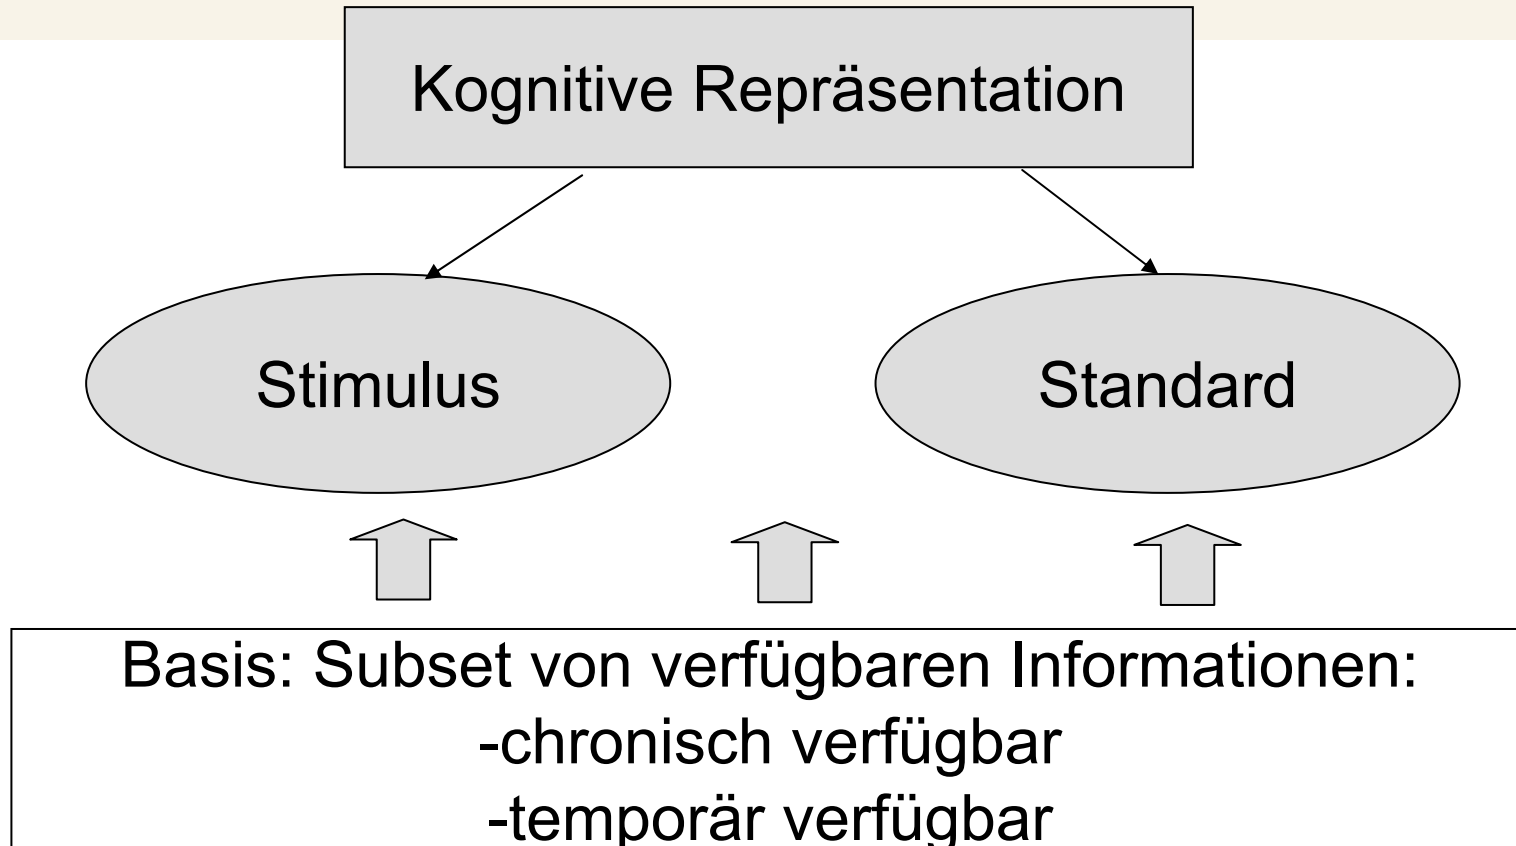 Kognitive Repräsentation
Stimulus
Standard
Basis: Subset von verfügbaren Informationen:
-chronisch verfügbar
-temporär verfügbar